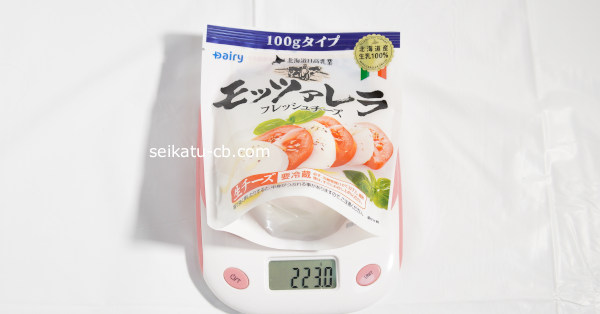 100gタイプ
Dairy
北海道日高乳業
北海道産
生乳100%
モッツァレラ
フレッシュチーズ
seikatu-cb.com
生チーズ 要冷蔵
OFF
223.0